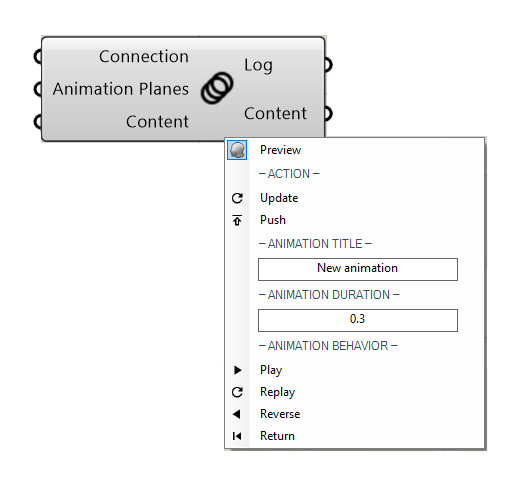 Connection
Animation Planes
Content
Log
Content
Preview
– ACTION –
Update
Push
– ANIMATION TITLE –
New animation
– ANIMATION DURATION –
0.3
– ANIMATION BEHAVIOR –
Play
Replay
Reverse
Return